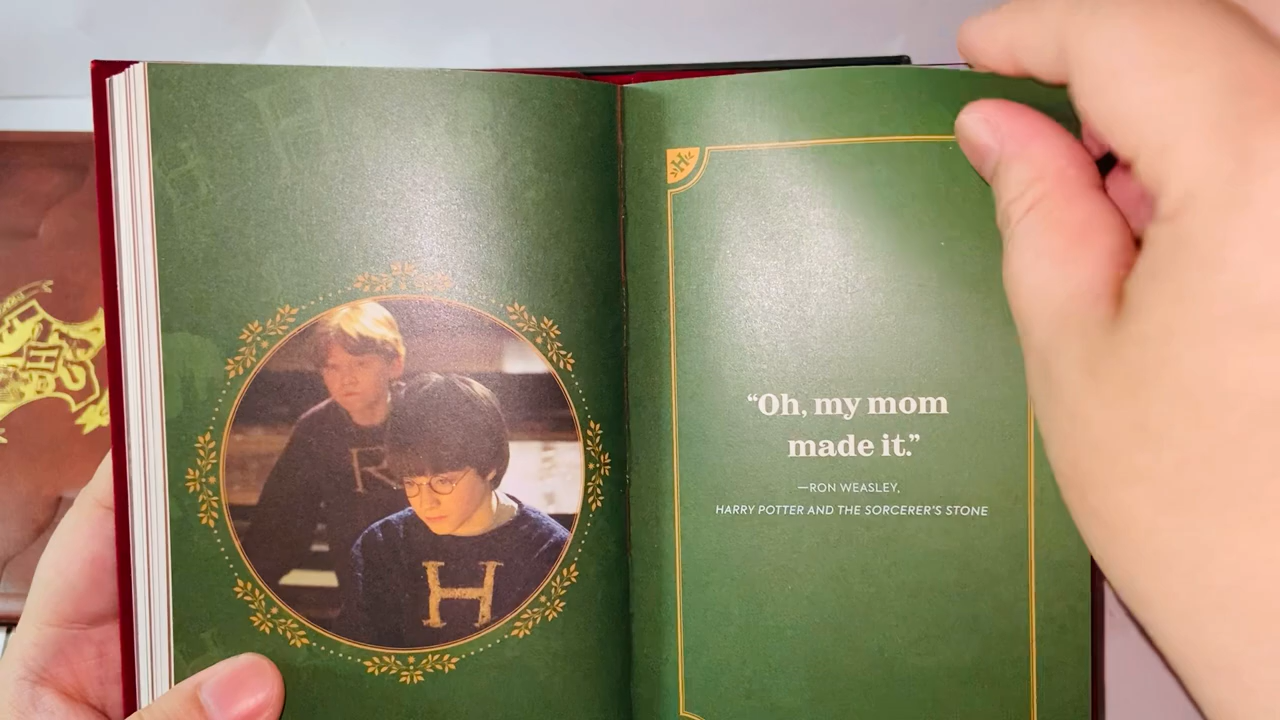 H
R
H
H
“Oh, my mom
made it.”
—RON WEASLEY,
HARRY POTTER AND THE SORCERER'S STONE